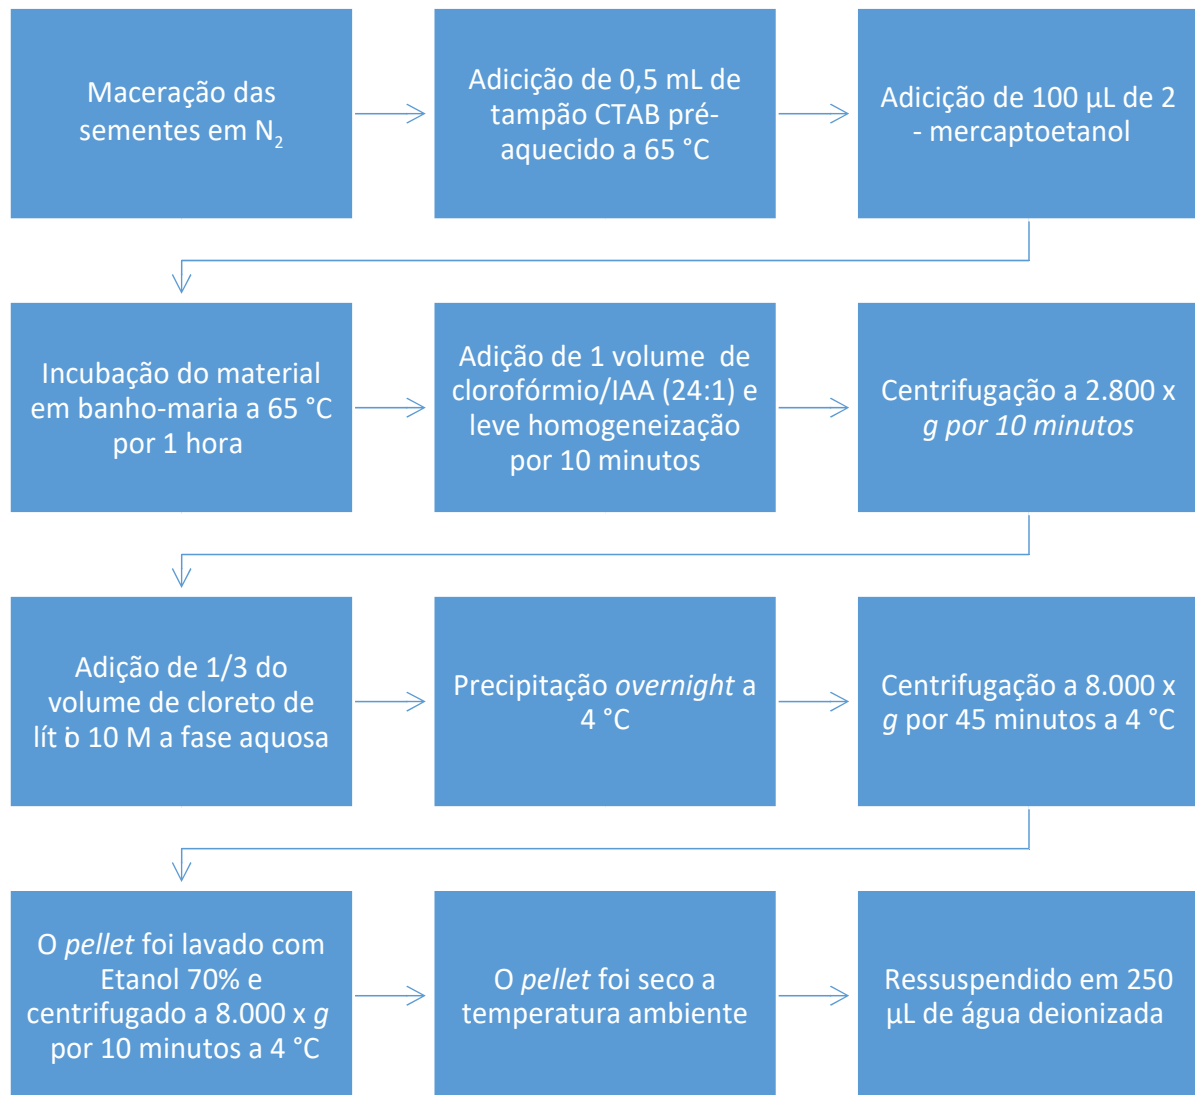 Maceração das
sementes em N₂
Adicição de 0,5 mL de
tampão CTAB pré-
aquecido a 65 °C
Adicição de 100 µL de 2
- mercaptoetanol
Incubação do material
em banho-maria a 65 °C
por 1 hora
Adição de 1 volume de
clorofórmio/IAA (24:1) e
leve homogeneização
por 10 minutos
Centrifugação a 2.800 x
g por 10 minutos
Adição de 1/3 do
volume de cloreto de
lítio 10 M a fase aquosa
Precipitação overnight a
4 °C
Centrifugação a 8.000 x
g por 45 minutos a 4 °C
O pellet foi lavado com
Etanol 70% e
centrifugado a 8.000 x g
por 10 minutos a 4 °C
O pellet foi seco a
temperatura ambiente
Ressuspendido em 250
µL de água deionizada